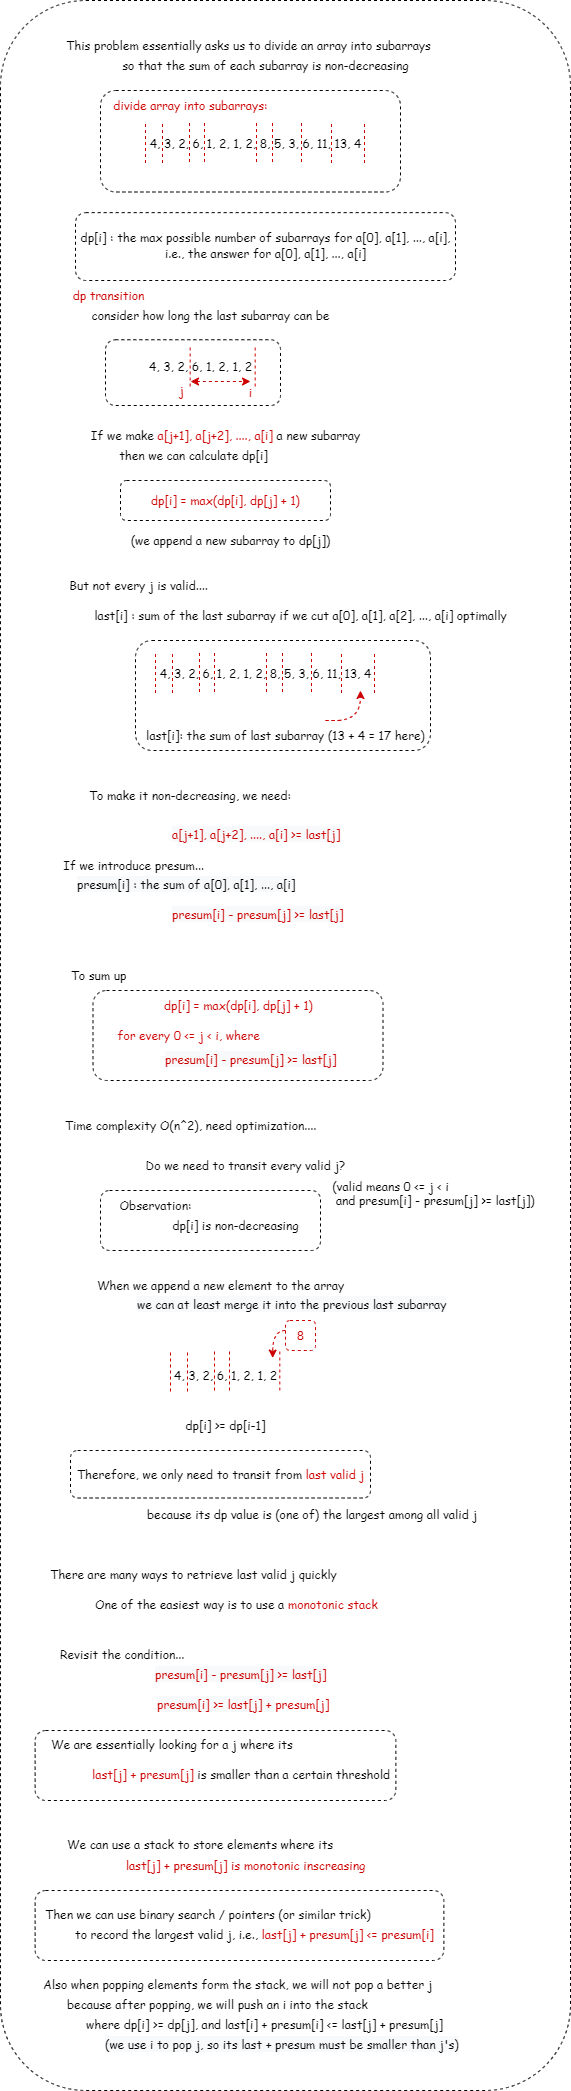 This problem essentially asks us to divide an array into subarrays
so that the sum of each subarray is non-decreasing
divide array into subarrays:
4, 3, 2, 6, 1, 2, 1, 2, 8, 5, 3, 6, 11, 13, 4
dp[i] : the max possible number of subarrays for a[0], a[1], ..., a[i],
i.e., the answer for a[0], a[1], ..., a[i]
dp transition
consider how long the last subarray can be
4, 3, 2, 6, 1, 2, 1, 2
j i
If we make a[j+1], a[j+2], ...., a[i] a new subarray
then we can calculate dp[i]
dp[i] = max(dp[i], dp[j] + 1)
(we append a new subarray to dp[j])
But not every j is valid....
last[i] : sum of the last subarray if we cut a[0], a[1], a[2], ..., a[i] optimally
4, 3, 2, 6, 1, 2, 1, 2, 8, 5, 3, 6, 11, 13, 4
last[i]: the sum of last subarray (13 + 4 = 17 here)
To make it non-decreasing, we need:
a[j+1], a[j+2], ...., a[i] >= last[j]
If we introduce presum...
presum[i] : the sum of a[0], a[1], ..., a[i]
presum[i] - presum[j] >= last[j]
To sum up
dp[i] = max(dp[i], dp[j] + 1)
for every 0 <= j < i, where
presum[i] - presum[j] >= last[j]
Time complexity O(n^2), need optimization....
Do we need to transit every valid j?
(valid means 0 <= j < i
and presum[i] - presum[j] >= last[j])
Observation:
dp[i] is non-decreasing
When we append a new element to the array
we can at least merge it into the previous last subarray
8
4, 3, 2, 6, 1, 2, 1, 2
dp[i] >= dp[i-1]
Therefore, we only need to transit from last valid j
because its dp value is (one of) the largest among all valid j
There are many ways to retrieve last valid j quickly
One of the easiest way is to use a monotonic stack
Revisit the condition...
presum[i] - presum[j] >= last[j]
presum[i] >= last[j] + presum[j]
We are essentially looking for a j where its
last[j] + presum[j] is smaller than a certain threshold
We can use a stack to store elements where its
last[j] + presum[j] is monotonic inscreasing
Then we can use binary search / pointers (or similar trick)
to record the largest valid j, i.e., last[j] + presum[j] <= presum[i]
Also when popping elements form the stack, we will not pop a better j
because after popping, we will push an i into the stack
where dp[i] >= dp[j], and last[i] + presum[i] <= last[j] + presum[j]
(we use i to pop j, so its last + presum must be smaller than j's)